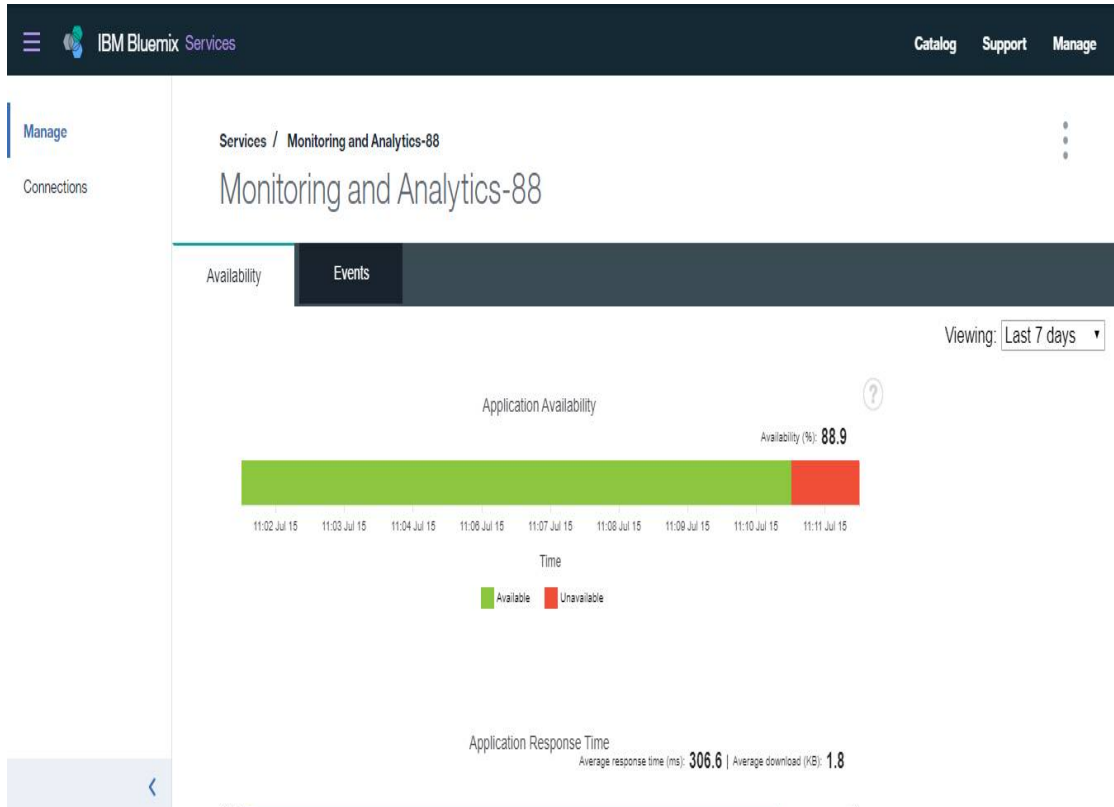 IBM Bluemix Services
Catalog Support Manage
Manage
Connections
Services / Monitoring and Analytics-88
Monitoring and Analytics-88
Availability Events
Viewing: Last 7 days
Application Availability
?
Availability (%): 88.9
11:02 Jul 15 11:03 Jul 15 11:04 Jul 15 11:06 Jul 15 11:07 Jul 15 11:08 Jul 15 11:09 Jul 15 11:10 Jul 15 11:11 Jul 15
Time
Available Unavailable
Application Response Time
Average response time (ms): 306.6 | Average download (KB): 1.8